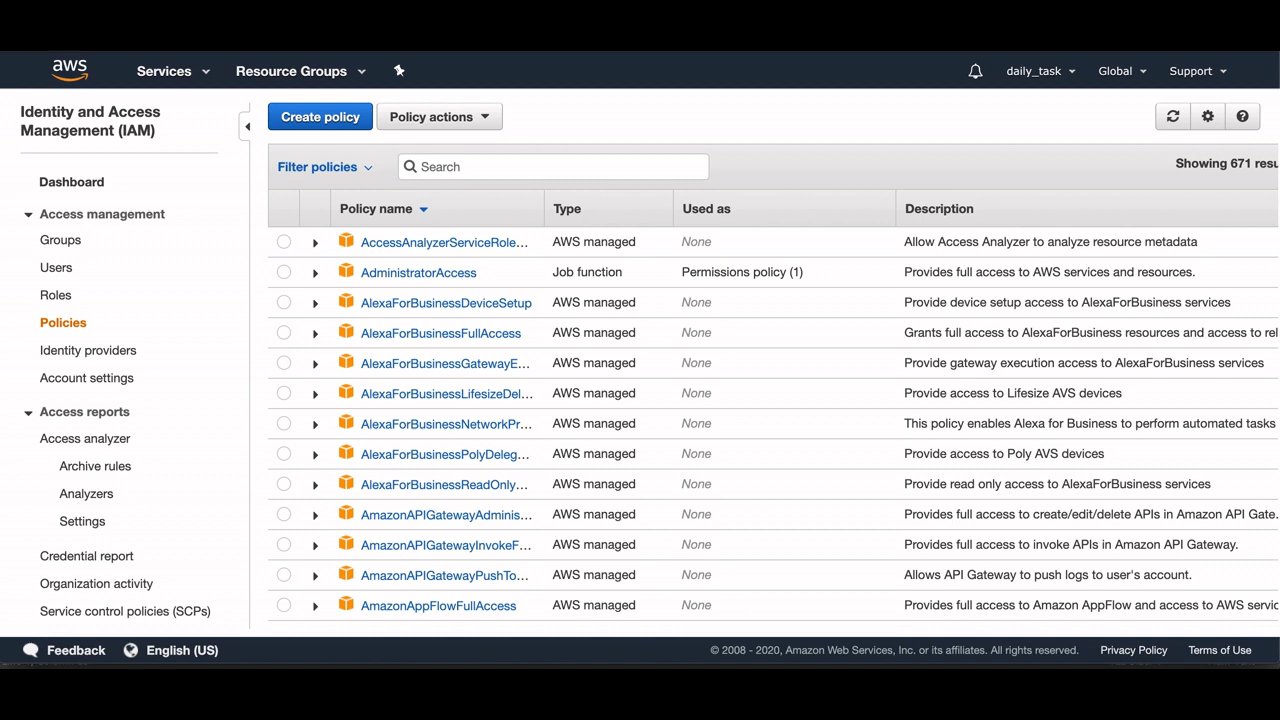 aws Services Resource Groups daily_task Global Support
Identity and Access
Management (IAM)
Dashboard
Access management
Groups
Users
Roles
Policies
Identity providers
Account settings
Access reports
Access analyzer
Archive rules
Analyzers
Settings
Credential report
Organization activity
Service control policies (SCPs)
Create policy Policy actions
Filter policies Search Showing 671 resu
Policy name Type Used as Description
AccessAnalyzerServiceRole... AWS managed None Allow Access Analyzer to analyze resource metadata
AdministratorAccess Job function Permissions policy (1) Provides full access to AWS services and resources.
AlexaForBusinessDeviceSetup AWS managed None Provide device setup access to AlexaForBusiness services
AlexaForBusinessFullAccess AWS managed None Grants full access to AlexaForBusiness resources and access to rel
AlexaForBusinessGatewayE... AWS managed None Provide gateway execution access to AlexaForBusiness services
AlexaForBusinessLifesizeDel... AWS managed None Provide access to Lifesize AVS devices
AlexaForBusinessNetworkPr... AWS managed None This policy enables Alexa for Business to perform automated tasks
AlexaForBusinessPolyDeleg... AWS managed None Provide access to Poly AVS devices
AlexaForBusinessReadOnly... AWS managed None Provide read only access to AlexaForBusiness services
AmazonAPIGatewayAdminis... AWS managed None Provides full access to create/edit/delete APIs in Amazon API Gate.
AmazonAPIGatewayInvokeF... AWS managed None Provides full access to invoke APIs in Amazon API Gateway.
AmazonAPIGatewayPushTo... AWS managed None Allows API Gateway to push logs to user's account.
AmazonAppFlowFullAccess AWS managed None Provides full access to Amazon AppFlow and access to AWS servic
Feedback English (US) © 2008 - 2020, Amazon Web Services, Inc. or its affiliates. All rights reserved. Privacy Policy Terms of Use